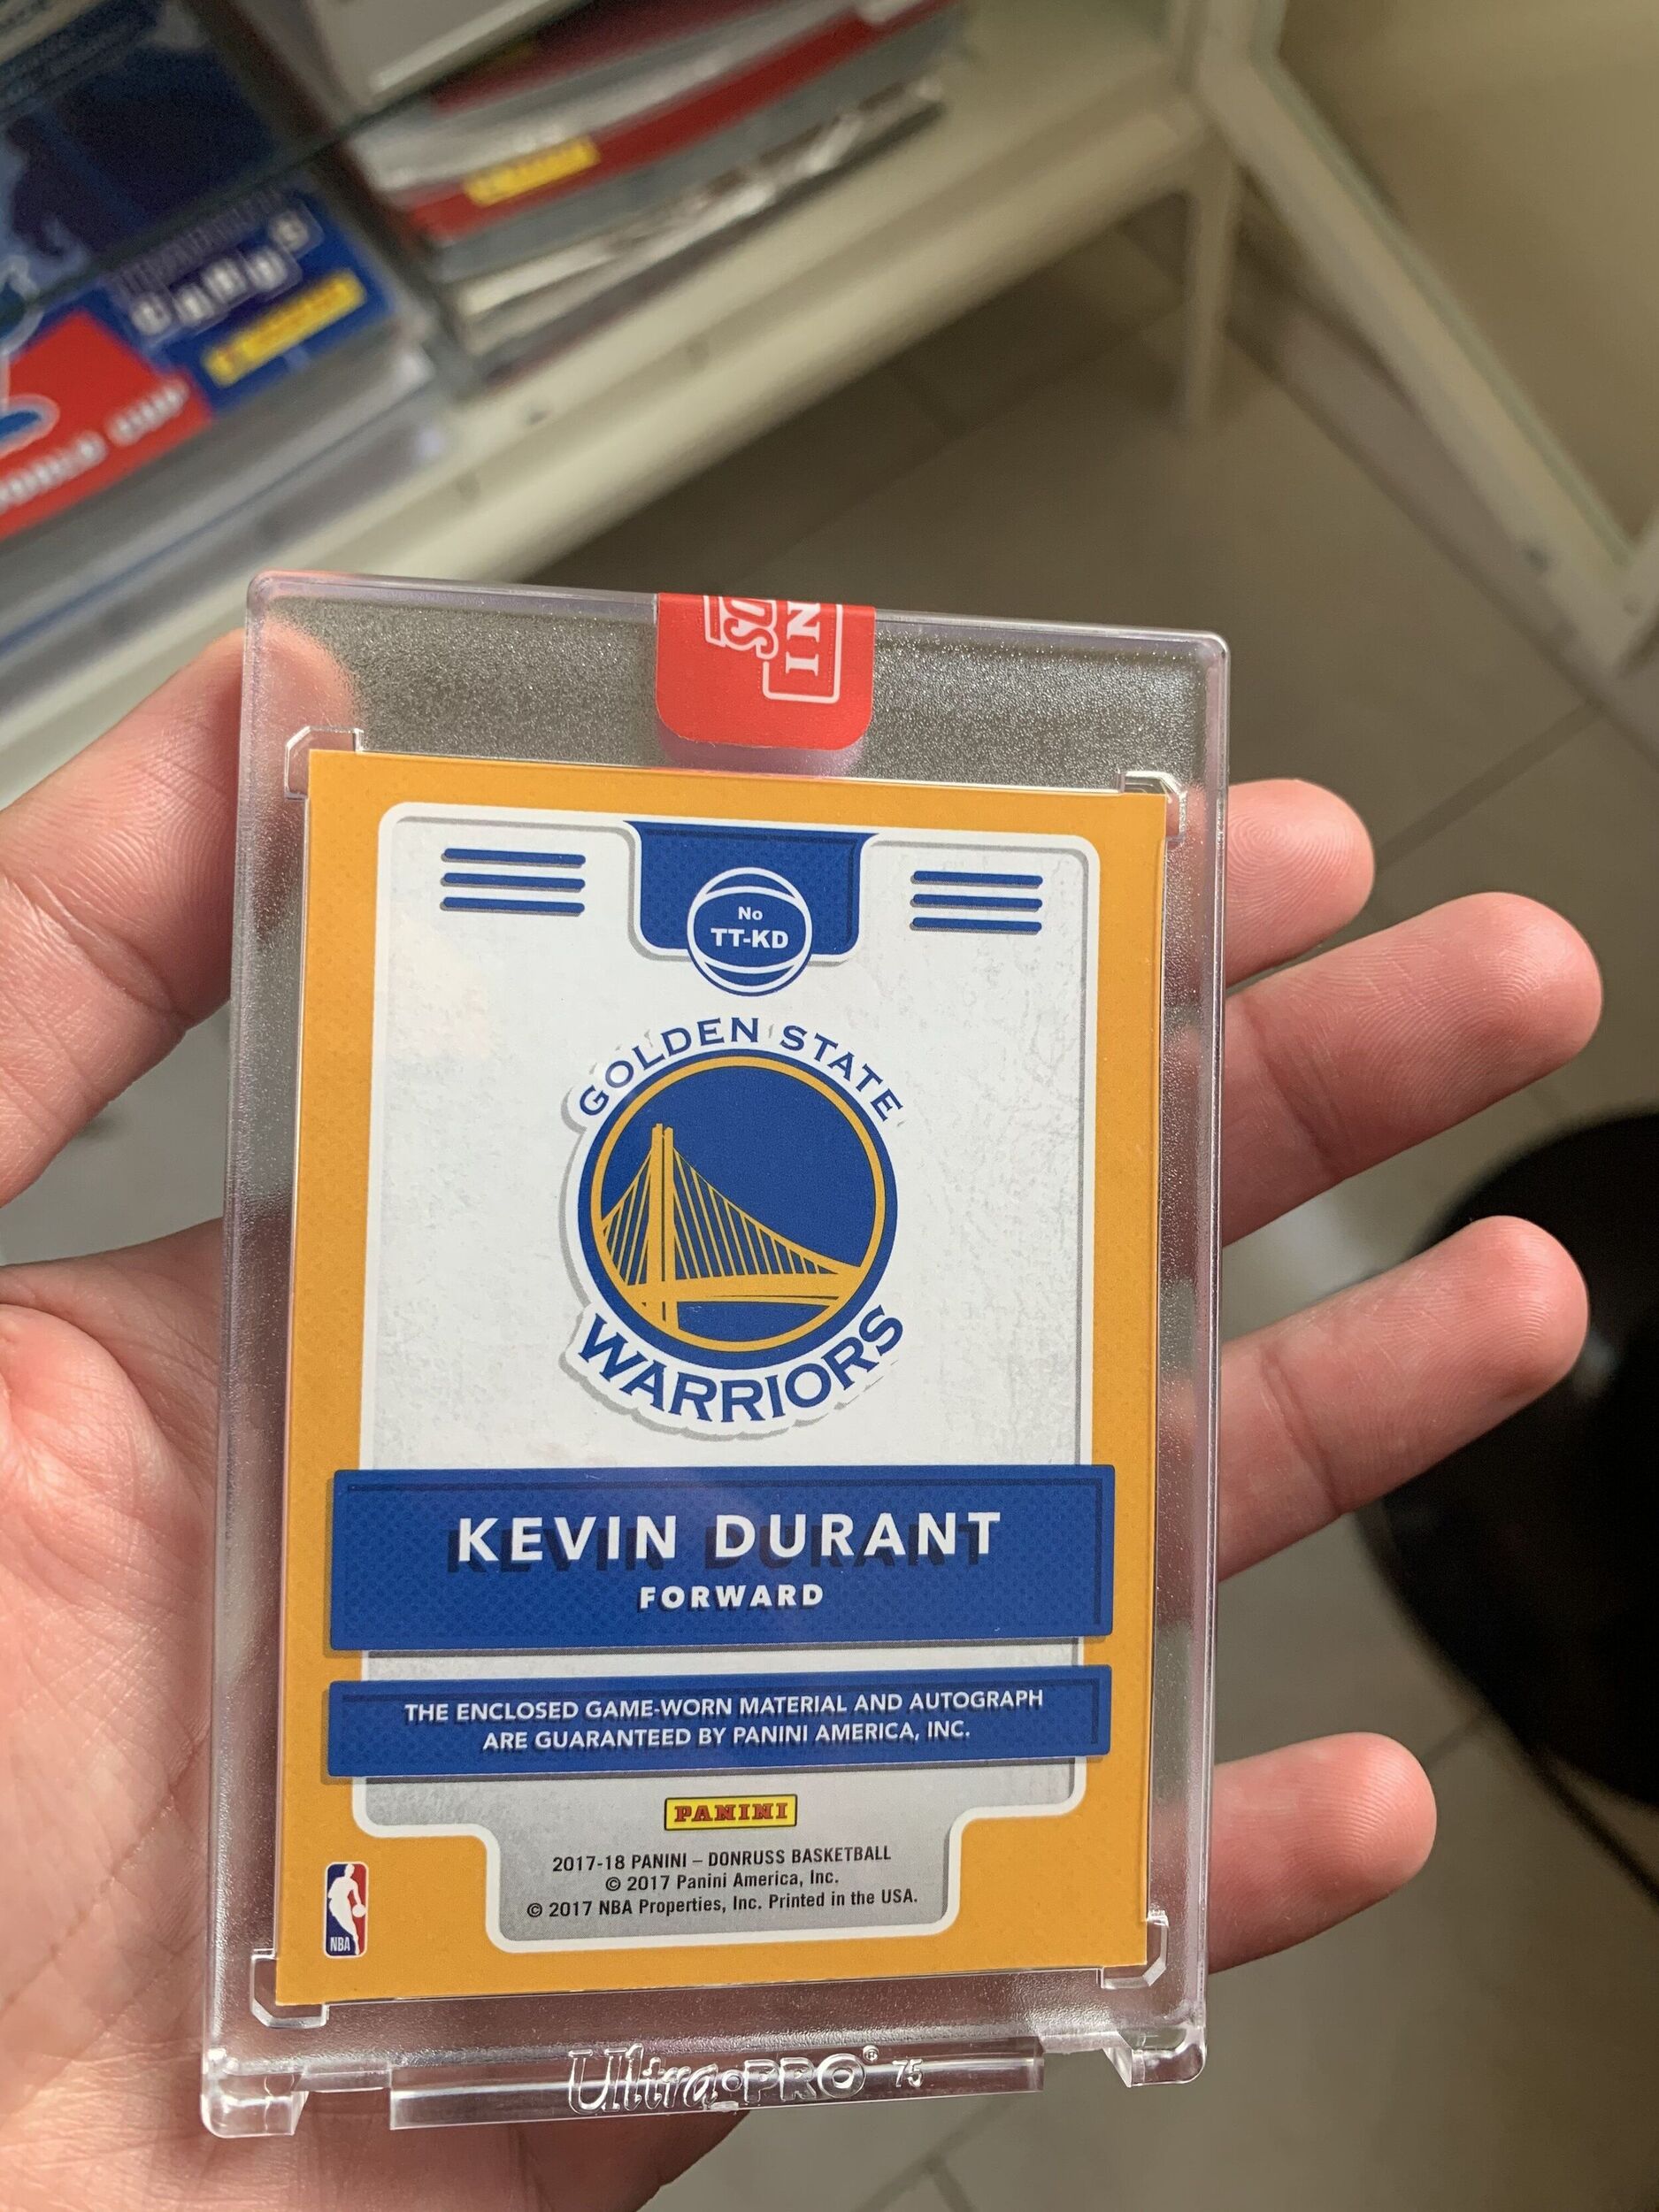 No
TT-KD
GOLDEN STATE
WARRIORS
KEVIN DURANT
FORWARD
THE ENCLOSED GAME-WORN MATERIAL AND AUTOGRAPH
ARE GUARANTEED BY PANINI AMERICA, INC.
PANINI
2017-18 PANINI – DONRUSS BASKETBALL
© 2017 Panini America, Inc.
© 2017 NBA Properties, Inc. Printed in the USA.
NBA
Ultra•PRO® 75